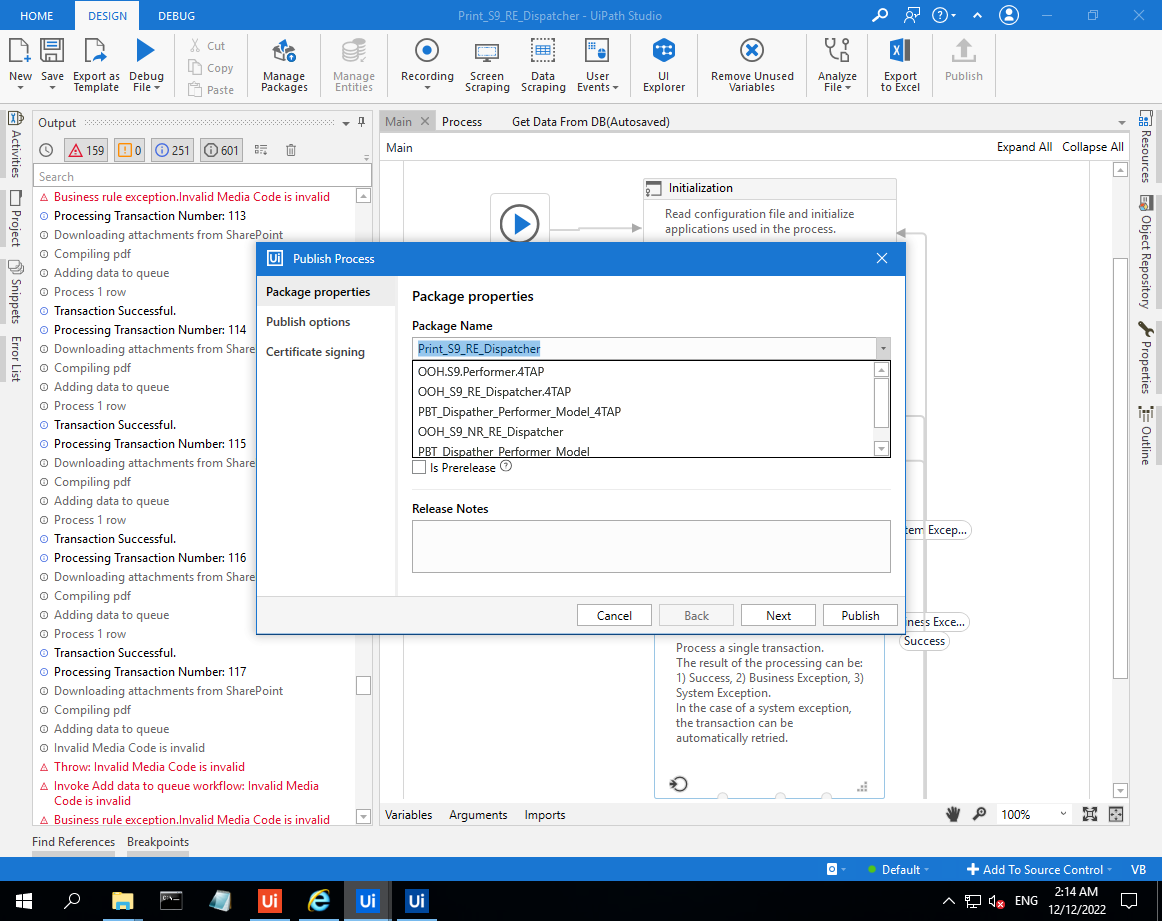 HOME DESIGN DEBUG
Print_S9_RE_Dispatcher - UiPath Studio
New Save Export as Template Debug File
Cut
Copy
Paste
Manage Packages Manage Entities Recording Screen Scraping Data Scraping User Events UI Explorer Remove Unused Variables Analyze File Export to Excel Publish
Activities
Project
Snippets
Error List
Output
159 0 251 601
Search
Business rule exception.Invalid Media Code is invalid
Processing Transaction Number: 113
Downloading attachments from SharePoint
Compiling pdf
Adding data to queue
Process 1 row
Transaction Successful.
Processing Transaction Number: 114
Downloading attachments from Share
Compiling pdf
Adding data to queue
Process 1 row
Transaction Successful.
Processing Transaction Number: 115
Downloading attachments from Share
Compiling pdf
Adding data to queue
Process 1 row
Transaction Successful.
Processing Transaction Number: 116
Downloading attachments from Share
Compiling pdf
Adding data to queue
Process 1 row
Transaction Successful.
Processing Transaction Number: 117
Downloading attachments from SharePoint
Compiling pdf
Adding data to queue
Invalid Media Code is invalid
Throw: Invalid Media Code is invalid
Invoke Add data to queue workflow: Invalid Media
Code is invalid
Business rule exception.Invalid Media Code is invalid
Find References Breakpoints
Main Process Get Data From DB(Autosaved)
Main Expand All Collapse All
Initialization
Read configuration file and initialize
applications used in the process.
Ui Publish Process
Package properties
Publish options
Certificate signing
Package properties
Package Name
Print_S9_RE_Dispatcher
OOH.S9.Performer.4TAP
OOH_S9_RE_Dispatcher.4TAP
PBT_Dispather_Performer_Model_4TAP
OOH_S9_NR_RE_Dispatcher
PBT_Dispather_Performer_Model
Is Prerelease
Release Notes
Cancel Back Next Publish
tem Excep...
iness Exce...
Success
Process a single transaction.
The result of the processing can be:
1) Success, 2) Business Exception, 3)
System Exception.
In the case of a system exception,
the transaction can be
automatically retried.
Variables Arguments Imports 100%
Resources
Object Repository
Properties
Outline
Default Add To Source Control VB
Ui Ui Ui ENG
2:14 AM
12/12/2022